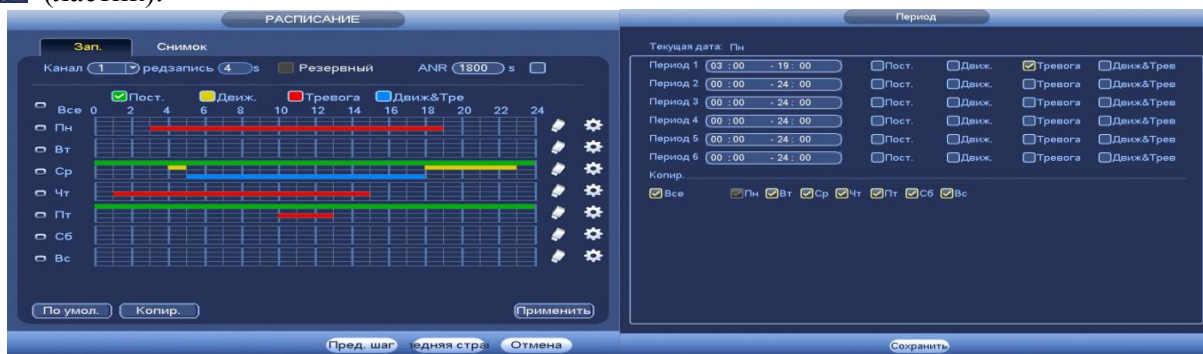 (ластик).
РАСПИСАНИЕ
Зап. Снимок
Канал 1 редзапись 4 s Резервный ANR 1800 s
Пост. Движ. Тревога Движ&Тре
Все 0 2 4 6 8 10 12 14 16 18 20 22 24
Пн
Вт
Ср
Чт
Пт
Сб
Вс
По умол. Копир. Применить
Пред. шаг едняя стра Отмена
Период
Текущая дата: Пн
Период 1 03 :00 - 19: 00 Пост. Движ. Тревога Движ&Трев
Период 2 00 :00 - 24: 00 Пост. Движ. Тревога Движ&Трев
Период 3 00 :00 - 24: 00 Пост. Движ. Тревога Движ&Трев
Период 4 00 :00 - 24: 00 Пост. Движ. Тревога Движ&Трев
Период 5 00 :00 - 24: 00 Пост. Движ. Тревога Движ&Трев
Период 6 00 :00 - 24: 00 Пост. Движ. Тревога Движ&Трев
Копир.
Все Пн Вт Ср Чт Пт Сб Вс
Сохранить